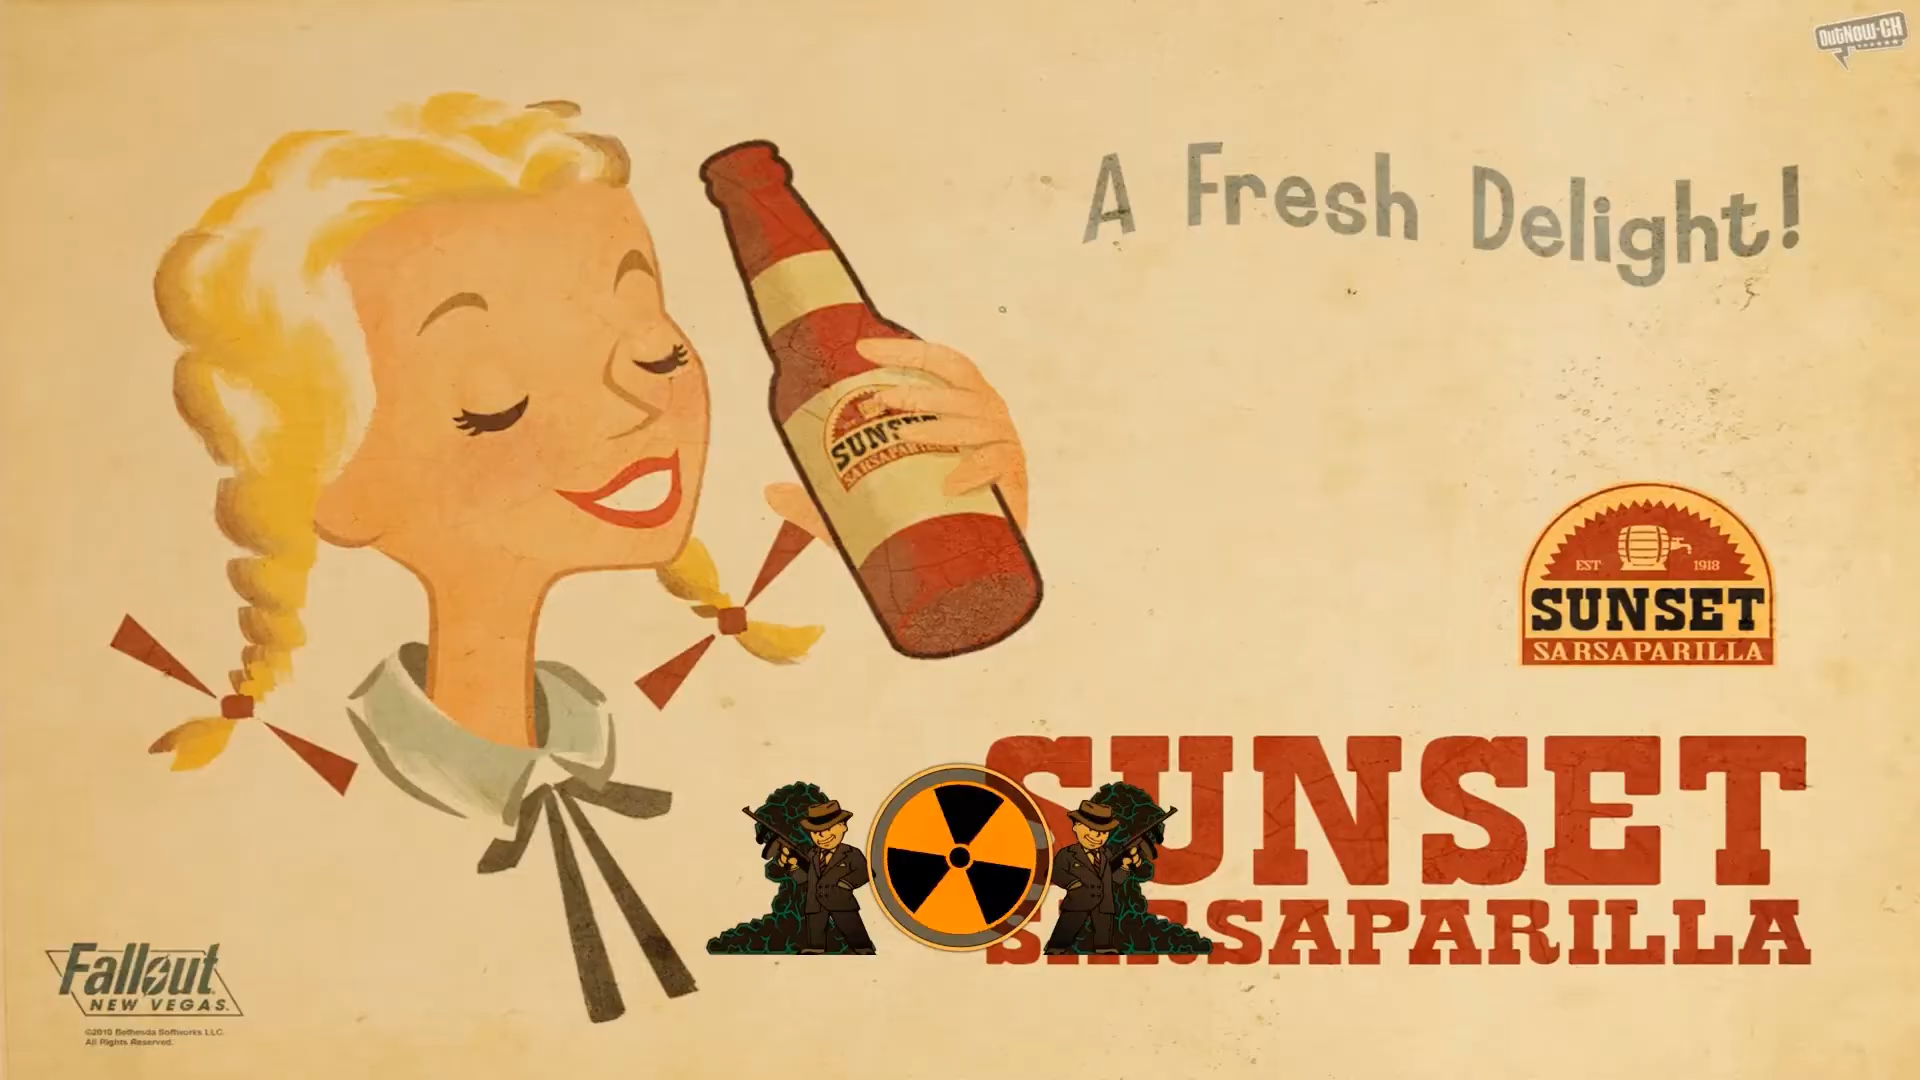 OutNow.CH
A Fresh Delight!
SUNSET
SARSAPARILLA
EST 1918
SUNSET
SARSAPARILLA
SUNSET
SARSAPARILLA
Fallout
NEW VEGAS.
©2010 Bethesda Softworks LLC.
All Rights Reserved.